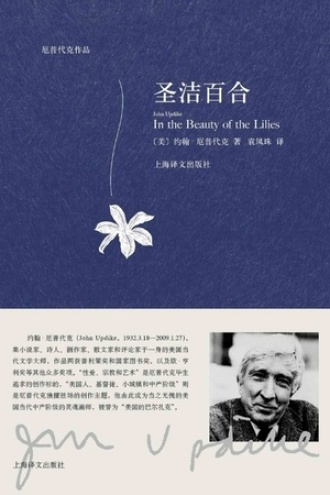 厄普代克作品
圣洁百合
John Updike
In the Beauty of the Lilies
〔美〕约翰·厄普代克 著 袁凤珠 译
上海译文出版社
约翰·厄普代克（John Updike，1932.3.18—2009.1.27），
集小说家、诗人、剧作家、散文家和评论家于一身的美国当
代文学大师，作品两获普利策奖和国家图书奖，以及欧·亨
利奖等其他众多奖项。“性爱、宗教和艺术”是厄普代克毕生
追求的创作标的，“美国人、基督徒、小城镇和中产阶级”则
是厄普代克独擅胜场的创作主题，他由此成为当之无愧的美
国当代中产阶级的灵魂画师，被誉为“美国的巴尔扎克”。
John Updike
上海译文出版社